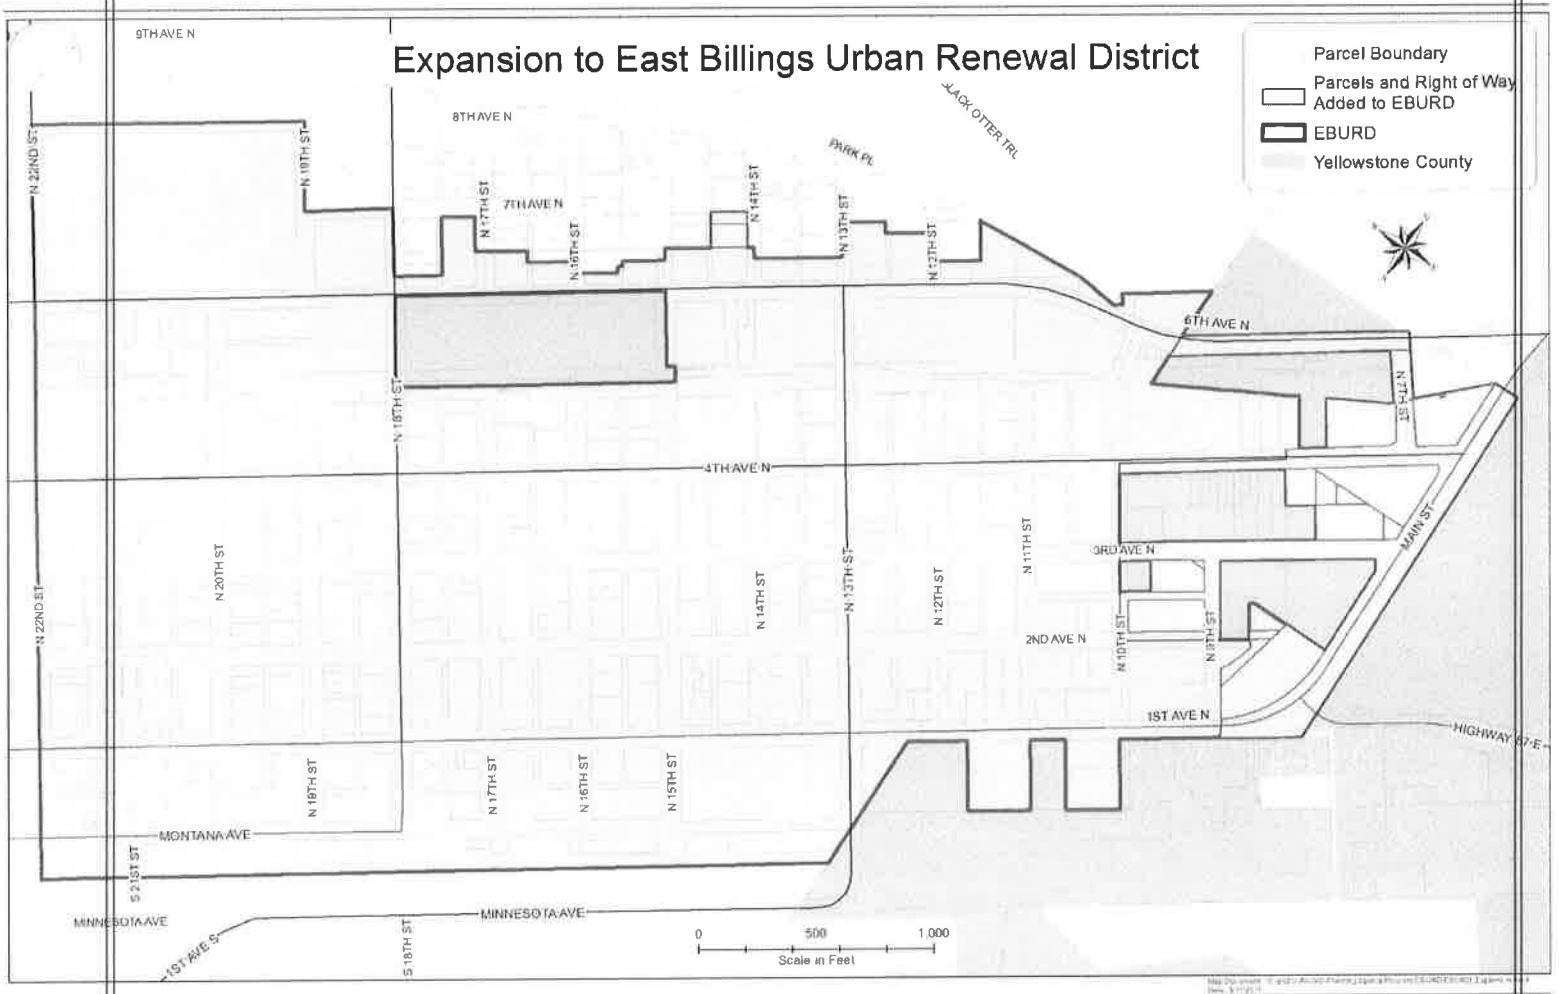 9TH AVE N
Expansion to East Billings Urban Renewal District
Parcel Boundary
Parcels and Right of Way
Added to EBURD
EBURD
Yellowstone County
8TH AVE N
BLACK OTTER TRL
PARK PL
N 22ND ST
N 19TH ST
N 17TH ST
7TH AVE N
N 16TH ST
N 14TH ST
N 13TH ST
N 12TH ST
6TH AVE N
N 7TH ST
N 18TH ST
4TH AVE N
N 20TH ST
N 22ND ST
N 14TH ST
N 13TH ST
N 12TH ST
N 11TH ST
3RD AVE N
MAIN ST
2ND AVE N
N 10TH ST
N 9TH ST
1ST AVE N
HIGHWAY 87 E
N 19TH ST
N 17TH ST
N 16TH ST
N 15TH ST
MONTANA AVE
S 21ST ST
MINNESOTA AVE
MINNESOTA AVE
1ST AVE S
S 18TH ST
0 500 1,000
Scale in Feet